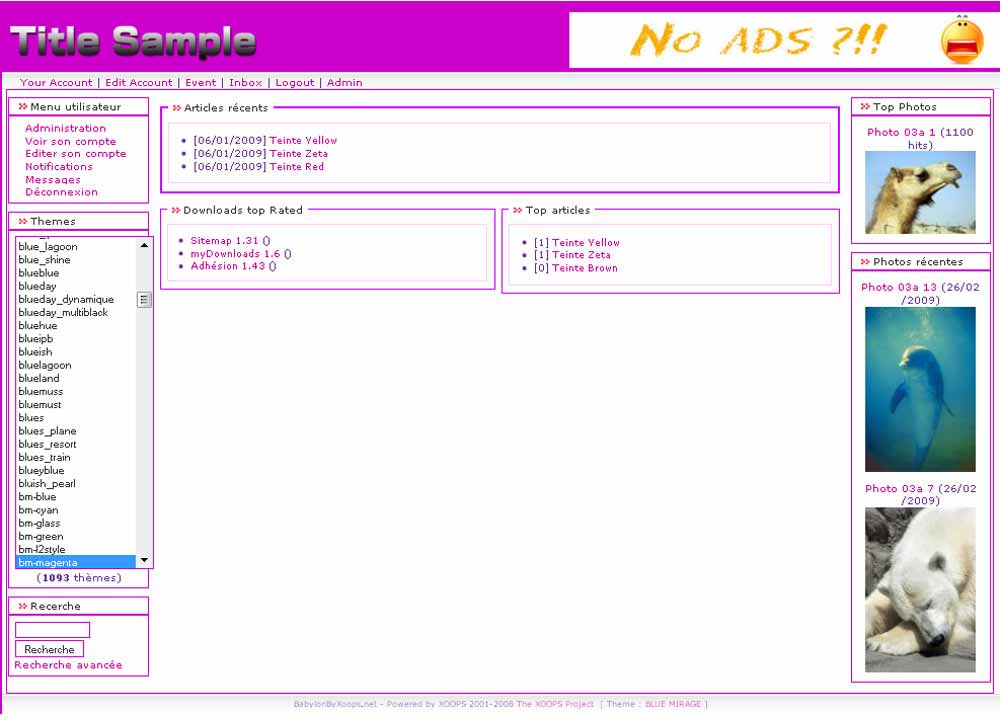 Title Sample
No ADS ?!!
Your Account | Edit Account | Event | Inbox | Logout | Admin
Menu utilisateur
Administration
Voir son compte
Editer son compte
Notifications
Messages
Déconnexion
Themes
blue_lagoon
blue_shine
blueblue
blueday
blueday_dynamique
blueday_multiblack
bluehue
blueipb
blueish
bluelagoon
blueland
bluemuss
bluemust
blues
blues_plane
blues_resort
blues_train
blueyblue
bluish_pearl
bm-blue
bm-cyan
bm-glass
bm-green
bm-l2style
bm-magenta
(1093 thèmes)
Recerche
Recherche
Recherche avancée
Articles récents
[06/01/2009] Teinte Yellow
[06/01/2009] Teinte Zeta
[06/01/2009] Teinte Red
Downloads top Rated
Sitemap 1.31 ()
myDownloads 1.6 ()
Adhésion 1.43 ()
Top articles
[1] Teinte Yellow
[1] Teinte Zeta
[0] Teinte Brown
Top Photos
Photo 03a 1 (1100
hits)
Photos récentes
Photo 03a 13 (26/02
/2009)
Photo 03a 7 (26/02
/2009)
BabylonByXoops.net - Powered by XOOPS 2001-2008 The XOOPS Project [ Theme : BLUE MIRAGE ]